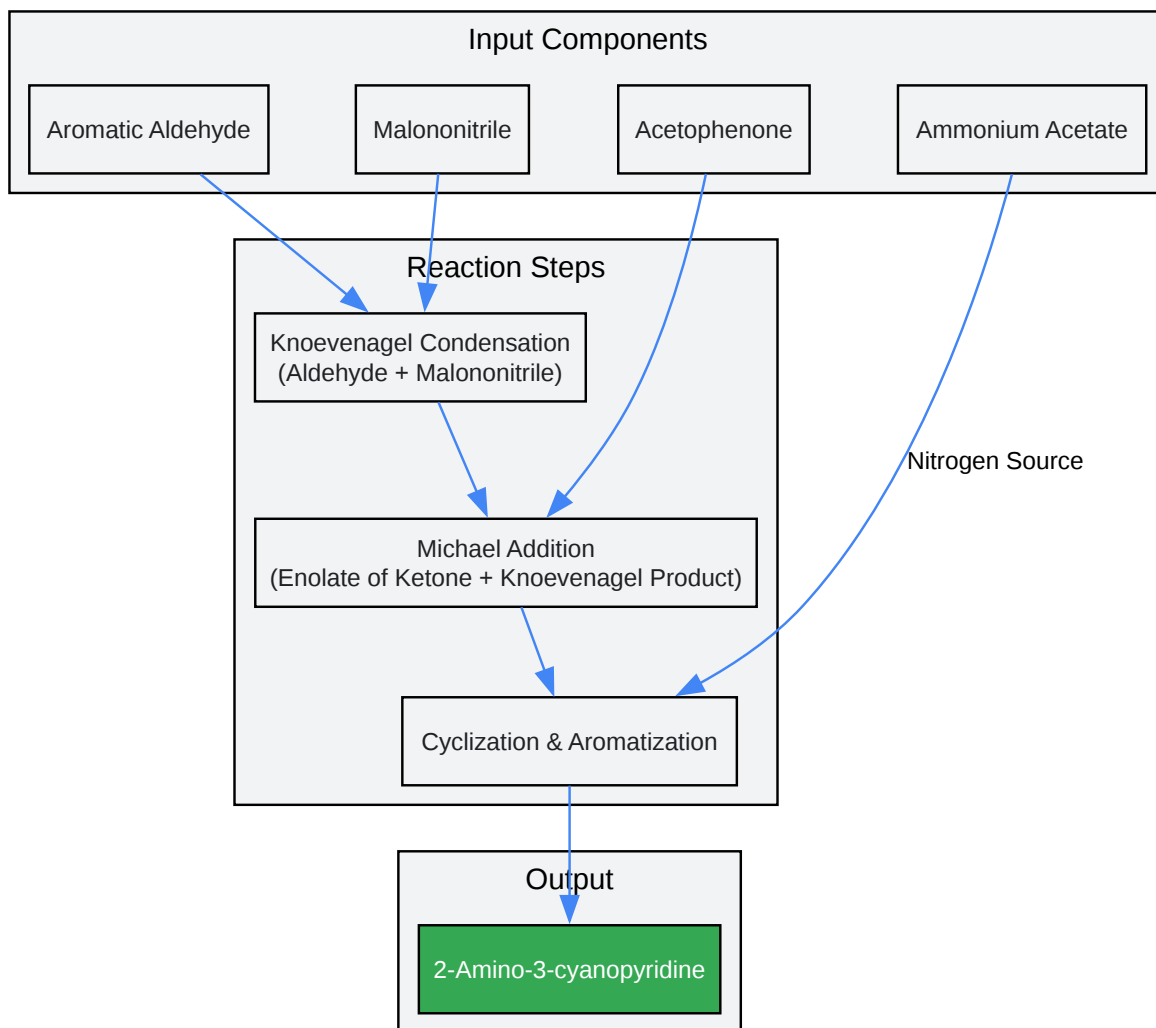 Input Components
Aromatic Aldehyde
Malononitrile
Acetophenone
Ammonium Acetate
Reaction Steps
Knoevenagel Condensation
(Aldehyde + Malononitrile)
Nitrogen Source
Michael Addition
(Enolate of Ketone + Knoevenagel Product)
Cyclization & Aromatization
Output
2-Amino-3-cyanopyridine